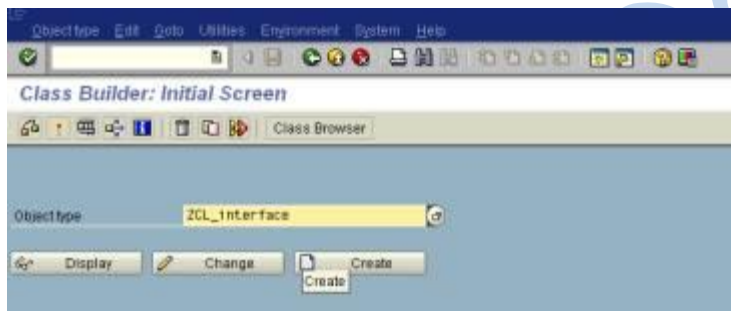 Object type Edit Goto Utilities Environment System Help
Class Builder: Initial Screen
Class Browser
Object type ZCL_interface
Display Change Create
Create